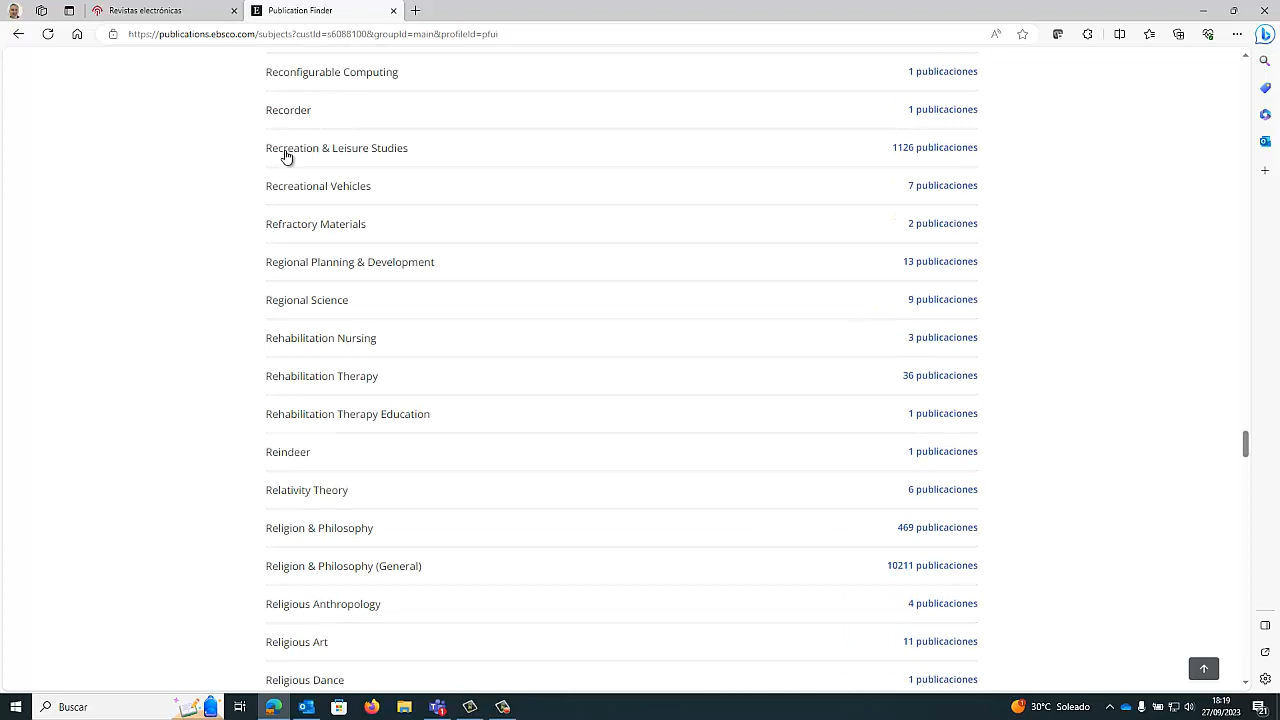 Revistas electrónicas
Publication Finder
https://publications.ebsco.com/subjects?custId=s6088100&groupId=main&profileId=pfui
Reconfigurable Computing 1 publicaciones
Recorder 1 publicaciones
Recreation & Leisure Studies 1126 publicaciones
Recreational Vehicles 7 publicaciones
Refractory Materials 2 publicaciones
Regional Planning & Development 13 publicaciones
Regional Science 9 publicaciones
Rehabilitation Nursing 3 publicaciones
Rehabilitation Therapy 36 publicaciones
Rehabilitation Therapy Education 1 publicaciones
Reindeer 1 publicaciones
Relativity Theory 6 publicaciones
Religion & Philosophy 469 publicaciones
Religion & Philosophy (General) 10211 publicaciones
Religious Anthropology 4 publicaciones
Religious Art 11 publicaciones
Religious Dance 1 publicaciones
Buscar
30°C Soleado
18:19
27/09/2023